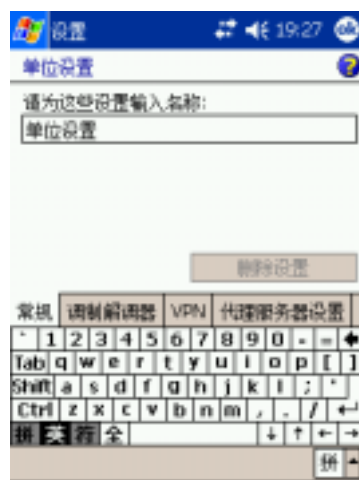 设置 19:27 ok
单位设置 ?
请为这些设置输入名称:
单位设置
删除设置
常规 调制解调器 VPN 代理服务器设置
` 1 2 3 4 5 6 7 8 9 0 - =
Tab q w e r t y u i o p [ ]
Shift a s d f g h j k l ; '
Ctrl z x c v b n m , . / ↵
拼 英 符 全 ↓ ↑ ← →
拼